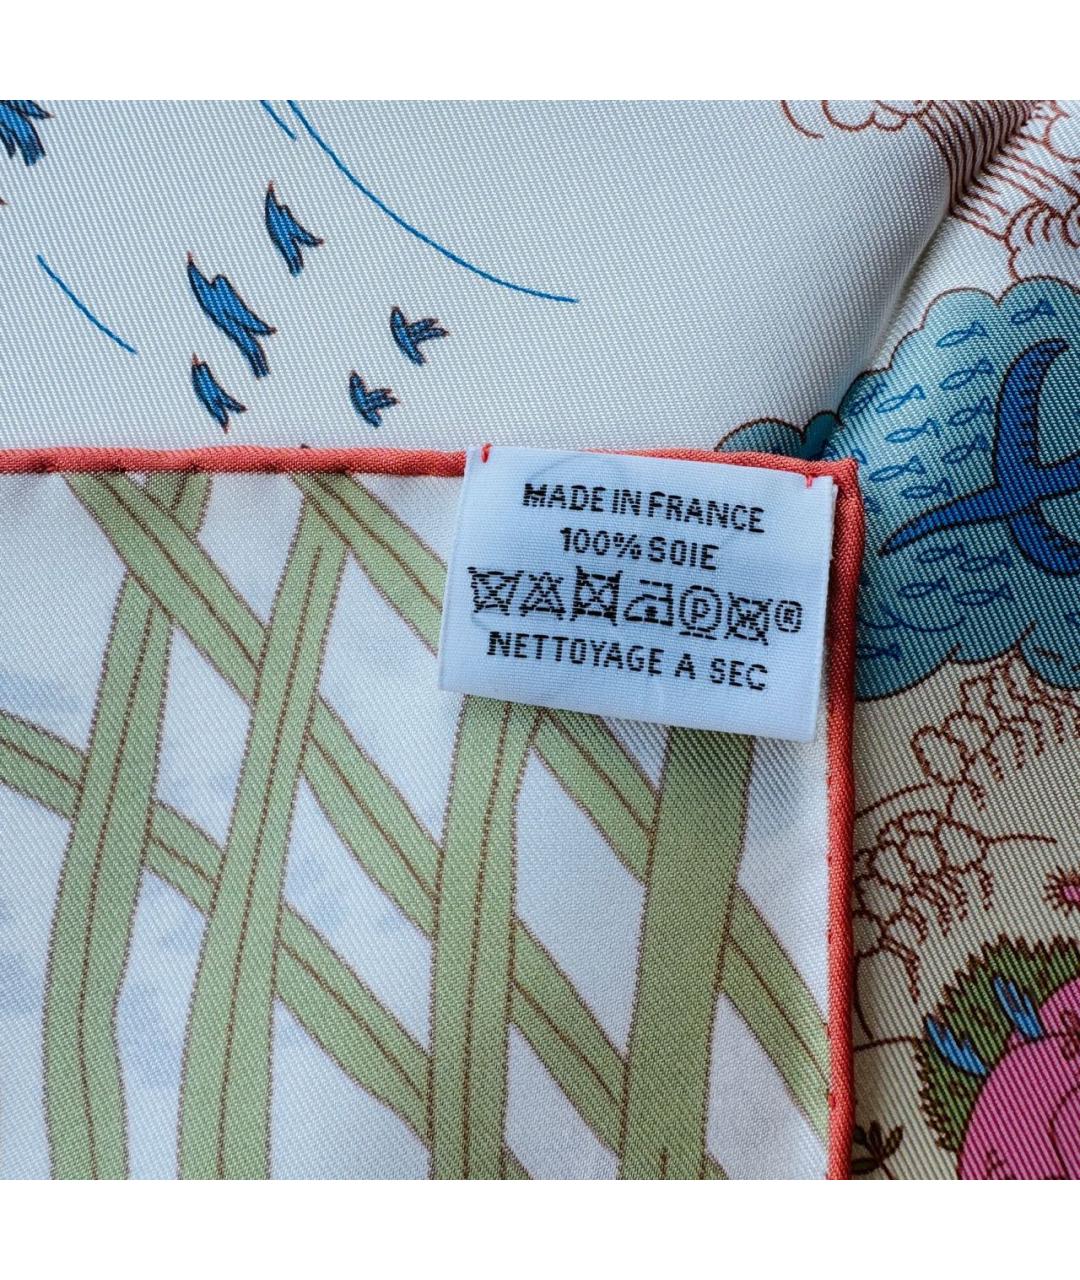 MADE IN FRANCE
100% SOIE
P ®
NETTOYAGE A SEC